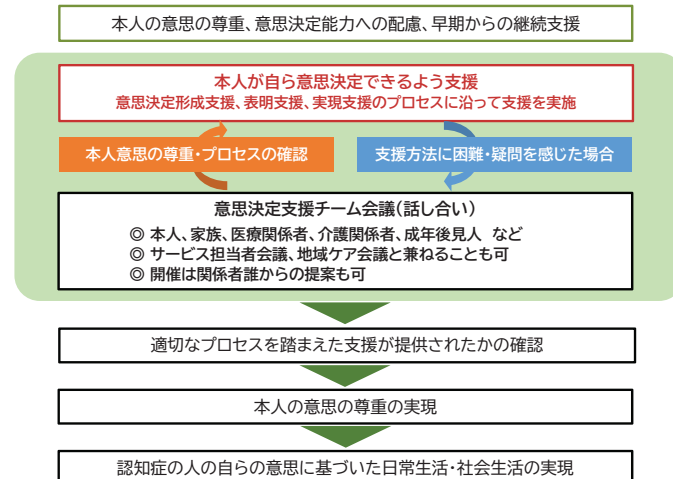 本人の意思の尊重、意思決定能力への配慮、早期からの継続支援
本人が自ら意思決定できるよう支援
意思決定形成支援、表明支援、実現支援のプロセスに沿って支援を実施
本人意思の尊重・プロセスの確認
支援方法に困難・疑問を感じた場合
意思決定支援チーム会議(話し合い)
◎ 本人、家族、医療関係者、介護関係者、成年後見人 など
◎ サービス担当者会議、地域ケア会議と兼ねることも可
◎ 開催は関係者誰からの提案も可
適切なプロセスを踏まえた支援が提供されたかの確認
本人の意思の尊重の実現
認知症の人の自らの意思に基づいた日常生活・社会生活の実現